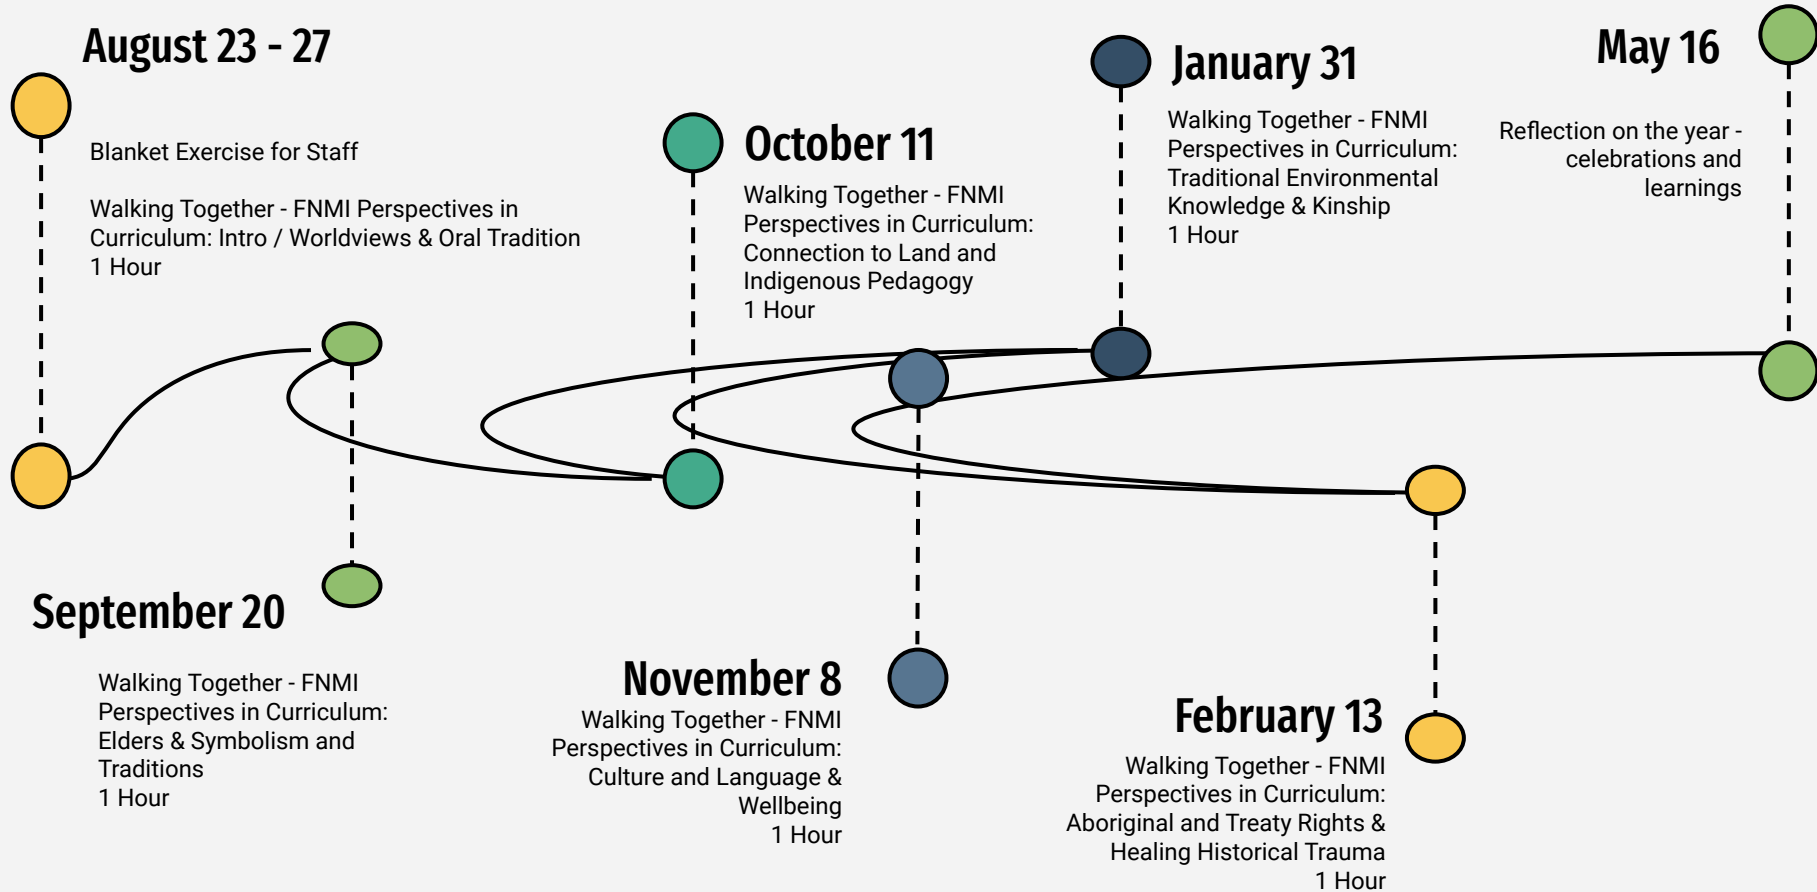 August 23 - 27
Blanket Exercise for Staff
Walking Together - FNMI Perspectives in
Curriculum: Intro / Worldviews & Oral Tradition
1 Hour
September 20
Walking Together - FNMI
Perspectives in Curriculum:
Elders & Symbolism and
Traditions
1 Hour
October 11
Walking Together - FNMI
Perspectives in Curriculum:
Connection to Land and
Indigenous Pedagogy
1 Hour
November 8
Walking Together - FNMI
Perspectives in Curriculum:
Culture and Language &
Wellbeing
1 Hour
January 31
Walking Together - FNMI
Perspectives in Curriculum:
Traditional Environmental
Knowledge & Kinship
1 Hour
February 13
Walking Together - FNMI
Perspectives in Curriculum:
Aboriginal and Treaty Rights &
Healing Historical Trauma
1 Hour
May 16
Reflection on the year -
celebrations and
learnings